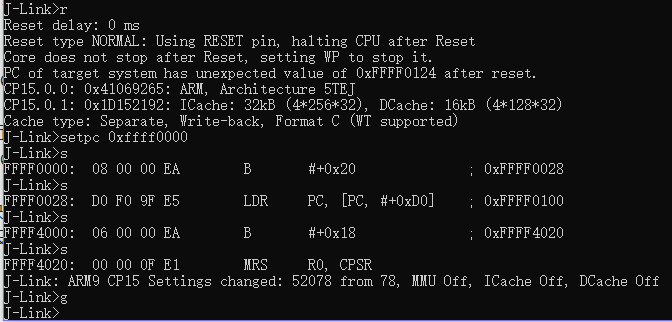 J-Link>r
Reset delay: 0 ms
Reset type NORMAL: Using RESET pin, halting CPU after Reset
Core does not stop after Reset, setting WP to stop it.
PC of target system has unexpected value of 0xFFFF0124 after reset.
CP15.0.0: 0x41069265: ARM, Architecture 5TEJ
CP15.0.1: 0x1D152192: ICache: 32kB (4*256*32), DCache: 16kB (4*128*32)
Cache type: Separate, Write-back, Format C (WT supported)
J-Link>setpc 0xffff0000
J-Link>s
FFFF0000:  08 00 00 EA      B      #+0x20      ; 0xFFFF0028
J-Link>s
FFFF0028:  D0 F0 9F E5      LDR    PC, [PC, #+0xD0]      ; 0xFFFF0100
J-Link>s
FFFF4000:  06 00 00 EA      B      #+0x18      ; 0xFFFF4020
J-Link>s
FFFF4020:  00 00 0F E1      MRS    R0, CPSR
J-Link: ARM9 CP15 Settings changed: 52078 from 78, MMU Off, ICache Off, DCache Off
J-Link>g
J-Link>